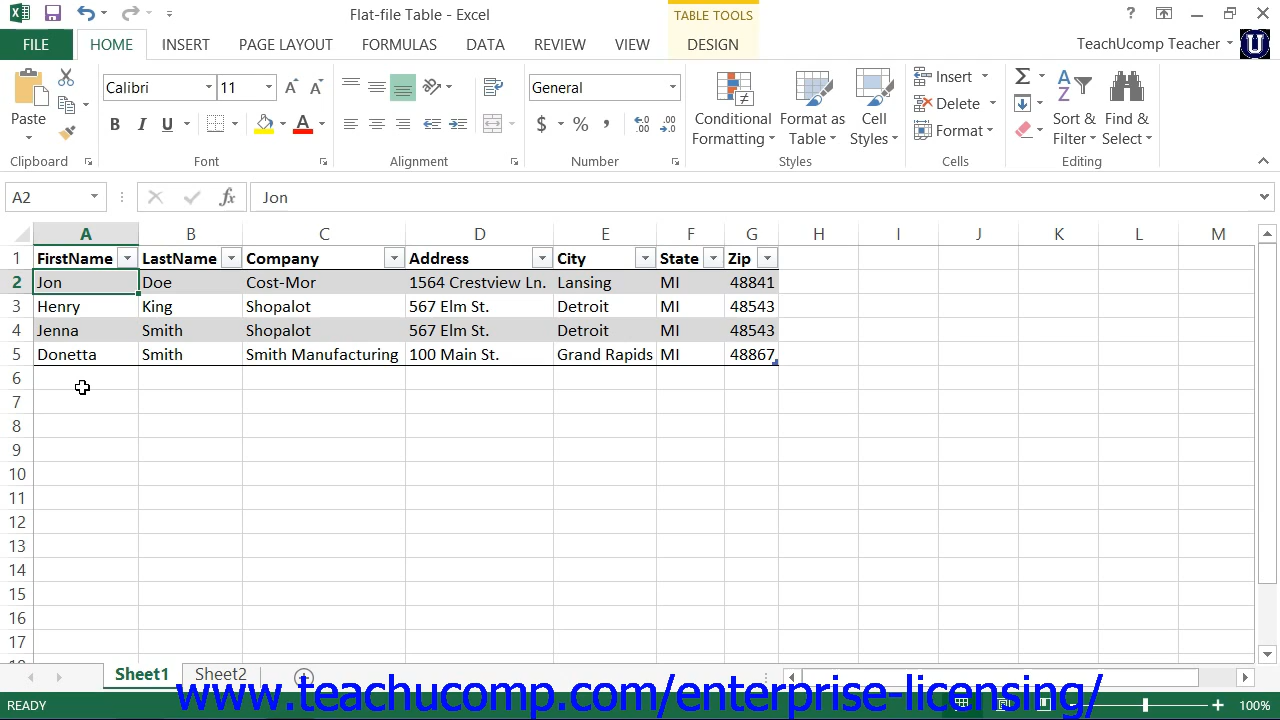 Flat-file Table - Excel
TABLE TOOLS
?
FILE HOME INSERT PAGE LAYOUT FORMULAS DATA REVIEW VIEW DESIGN
TeachUcomp Teacher
Paste
Calibri 11
General
B I U A
$ % ,
Conditional Formatting
Format as Table
Cell Styles
Insert
Delete
Format
Sort & Filter
Find & Select
Clipboard Font Alignment Number Styles Cells Editing
A2 fx Jon
A B C D E F G H I J K L M
1 FirstName LastName Company Address City State Zip
2 Jon Doe Cost-Mor 1564 Crestview Ln. Lansing MI 48841
3 Henry King Shopalot 567 Elm St. Detroit MI 48543
4 Jenna Smith Shopalot 567 Elm St. Detroit MI 48543
5 Donetta Smith Smith Manufacturing 100 Main St. Grand Rapids MI 48867
6
7
8
9
10
11
12
13
14
15
16
17
Sheet1 Sheet2
www.teachucomp.com/enterprise-licensing/
READY 100%